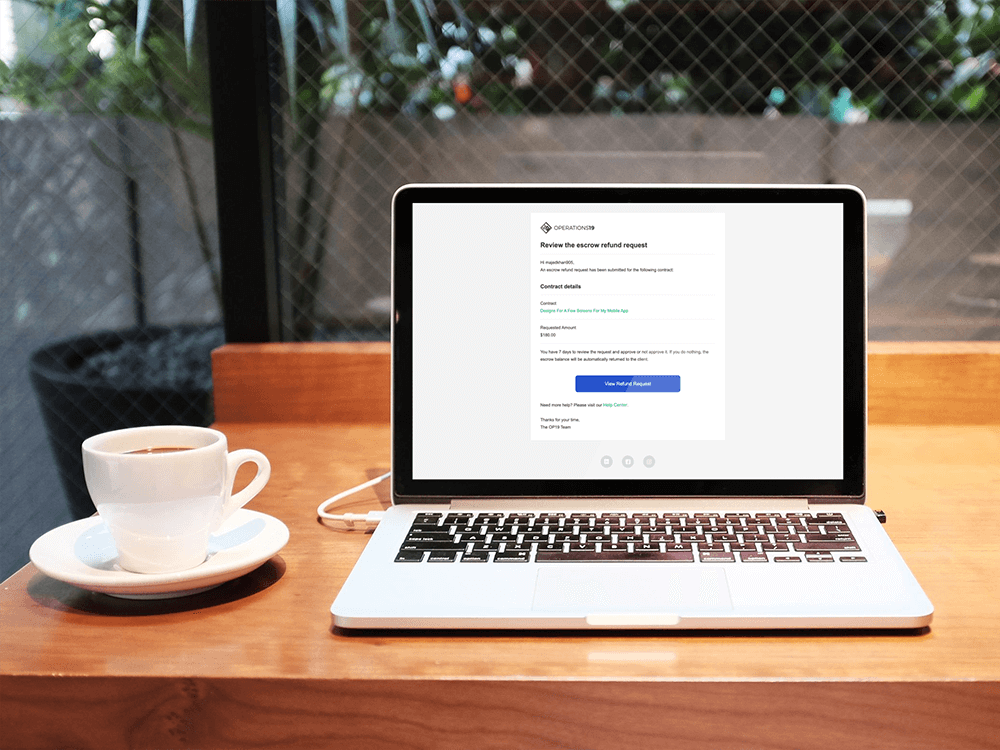 OPERATIONS19
Review the escrow refund request
Hi majedkhan905,
An escrow refund request has been submitted for the following contract:
Contract details
Contract
Designs For A Few Screens For My Mobile App
Requested Amount
$180.00
You have 7 days to review the request and approve or not approve it. If you do nothing, the
escrow balance will be automatically returned to the client.
View Refund Request
Need more help? Please visit our Help Center.
Thanks for your time,
The OP19 Team